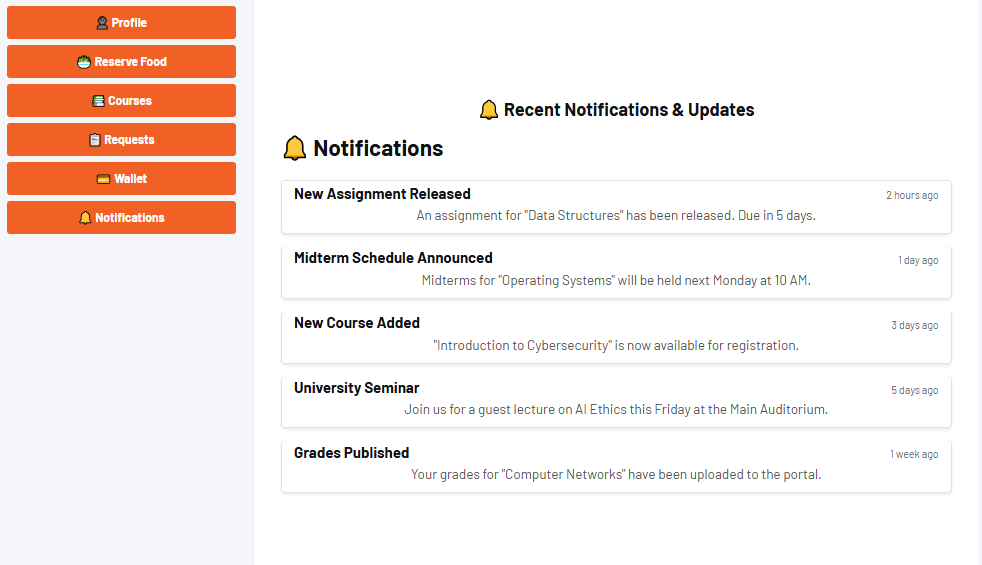 Profile
Reserve Food
Courses
Requests
Wallet
Notifications
Recent Notifications & Updates
Notifications
New Assignment Released
2 hours ago
An assignment for "Data Structures" has been released. Due in 5 days.
Midterm Schedule Announced
1 day ago
Midterms for "Operating Systems" will be held next Monday at 10 AM.
New Course Added
3 days ago
"Introduction to Cybersecurity" is now available for registration.
University Seminar
5 days ago
Join us for a guest lecture on AI Ethics this Friday at the Main Auditorium.
Grades Published
1 week ago
Your grades for "Computer Networks" have been uploaded to the portal.